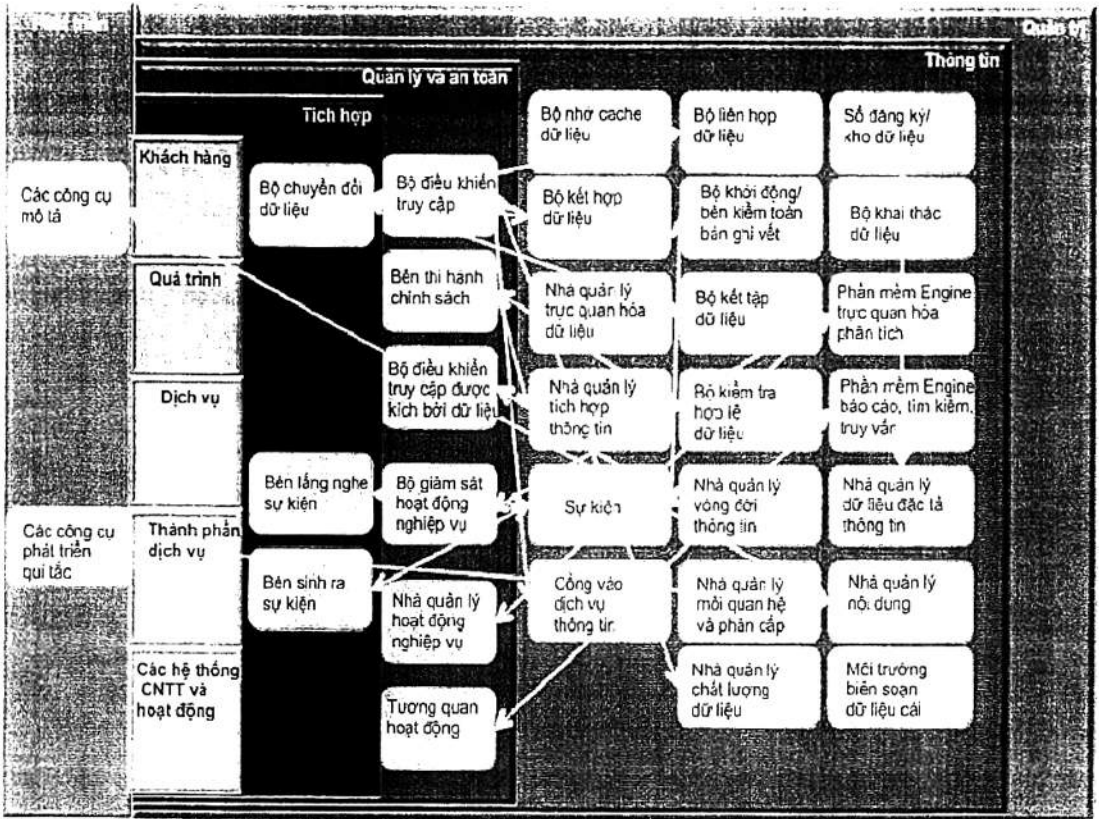 Quản trị
Thông tin
Quản lý và an toàn
Tích hợp
Các công cụ
mô tả
Các công cụ
phát triển
qui tắc
Khách hàng
Quá trình
Dịch vụ
Thành phần
dịch vụ
Các hệ thống
CNTT và
hoạt động
Bộ chuyển đổi
dữ liệu
Bên lắng nghe
sự kiện
Bên sinh ra
sự kiện
Bộ điều khiển
truy cập
Bên thi hành
chính sách
Bộ điều khiển
truy cập được
kích bởi dữ liệu
Bộ giám sát
hoạt động
nghiệp vụ
Nhà quản lý
hoạt động
nghiệp vụ
Tương quan
hoạt động
Bộ nhớ cache
dữ liệu
Bộ kết hợp
dữ liệu
Nhà quản lý
trực quan hóa
dữ liệu
Nhà quản lý
tích hợp
thông tin
Sự kiện
Cổng vào
dịch vụ
thông tin
Bộ liên hợp
dữ liệu
Bộ khởi động/
bên kiểm toán
bản ghi vết
Bộ kết tập
dữ liệu
Bộ kiểm tra
hợp lệ
dữ liệu
Nhà quản lý
vòng đời
thông tin
Nhà quản lý
mối quan hệ
và phân cấp
Nhà quản lý
chất lượng
dữ liệu
Sổ đăng ký/
kho dữ liệu
Bộ khai thác
dữ liệu
Phần mềm Engine
trực quan hóa
phân tích
Phần mềm Engine
báo cáo, tìm kiếm,
truy vấn
Nhà quản lý
dữ liệu đặc tả
thông tin
Nhà quản lý
nội dung
Môi trường
biên soạn
dữ liệu cái